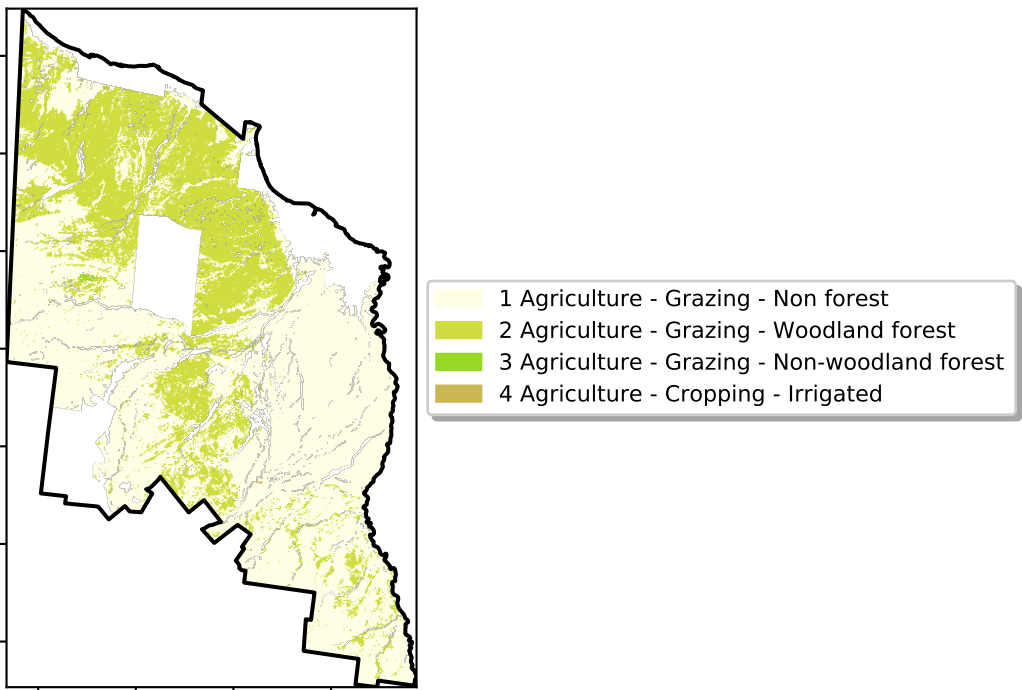 1 Agriculture - Grazing - Non forest
2 Agriculture - Grazing - Woodland forest
3 Agriculture - Grazing - Non-woodland forest
4 Agriculture - Cropping - Irrigated